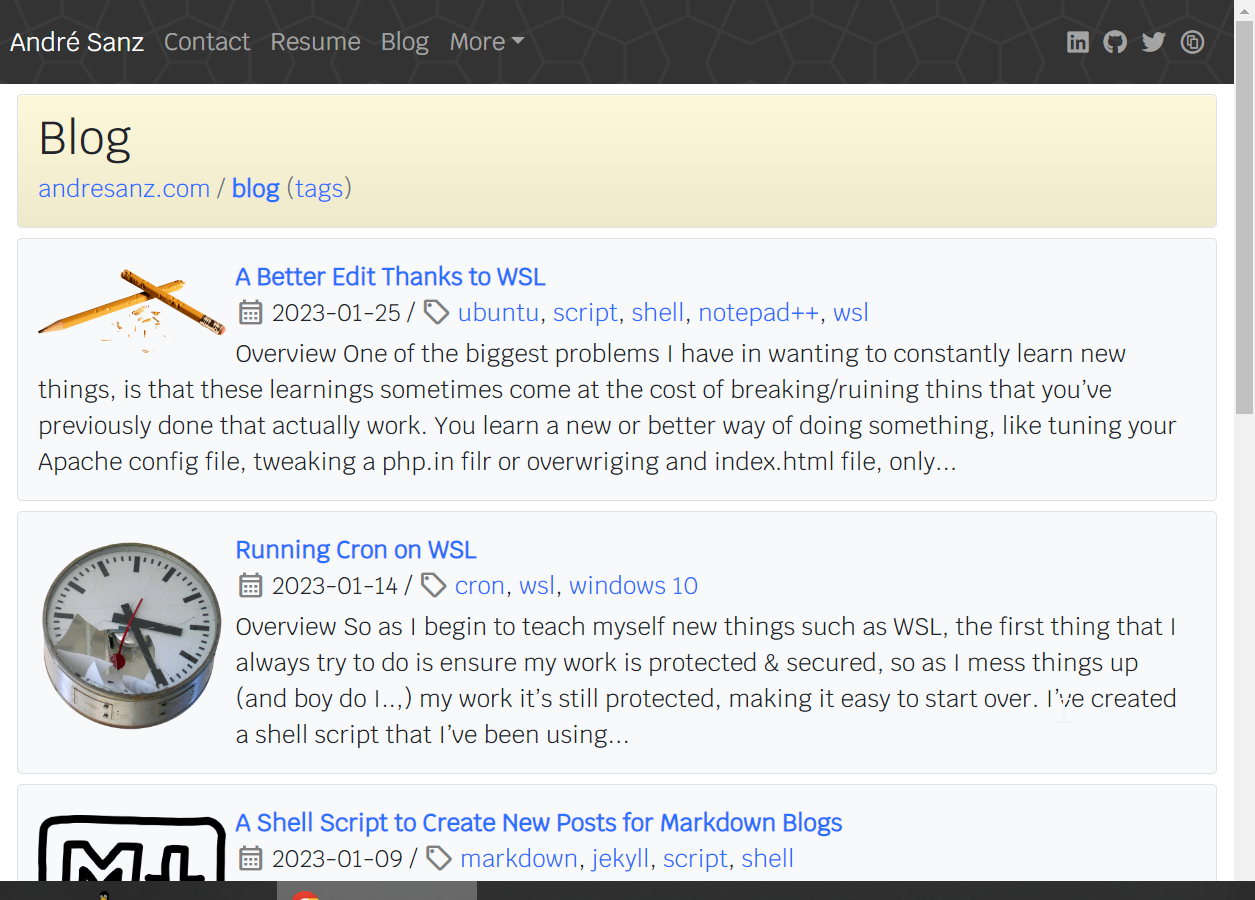 André Sanz Contact Resume Blog More
Blog
andresanz.com / blog (tags)
A Better Edit Thanks to WSL
2023-01-25 / ubuntu, script, shell, notepad++, wsl
Overview One of the biggest problems I have in wanting to constantly learn new
things, is that these learnings sometimes come at the cost of breaking/ruining thins that you’ve
previously done that actually work. You learn a new or better way of doing something, like tuning your
Apache config file, tweaking a php.in filr or overwriging and index.html file, only...
Running Cron on WSL
2023-01-14 / cron, wsl, windows 10
Overview So as I begin to teach myself new things such as WSL, the first thing that I
always try to do is ensure my work is protected & secured, so as I mess things up
(and boy do I..,) my work it’s still protected, making it easy to start over. I’ve created
a shell script that I’ve been using...
A Shell Script to Create New Posts for Markdown Blogs
2023-01-09 / markdown, jekyll, script, shell